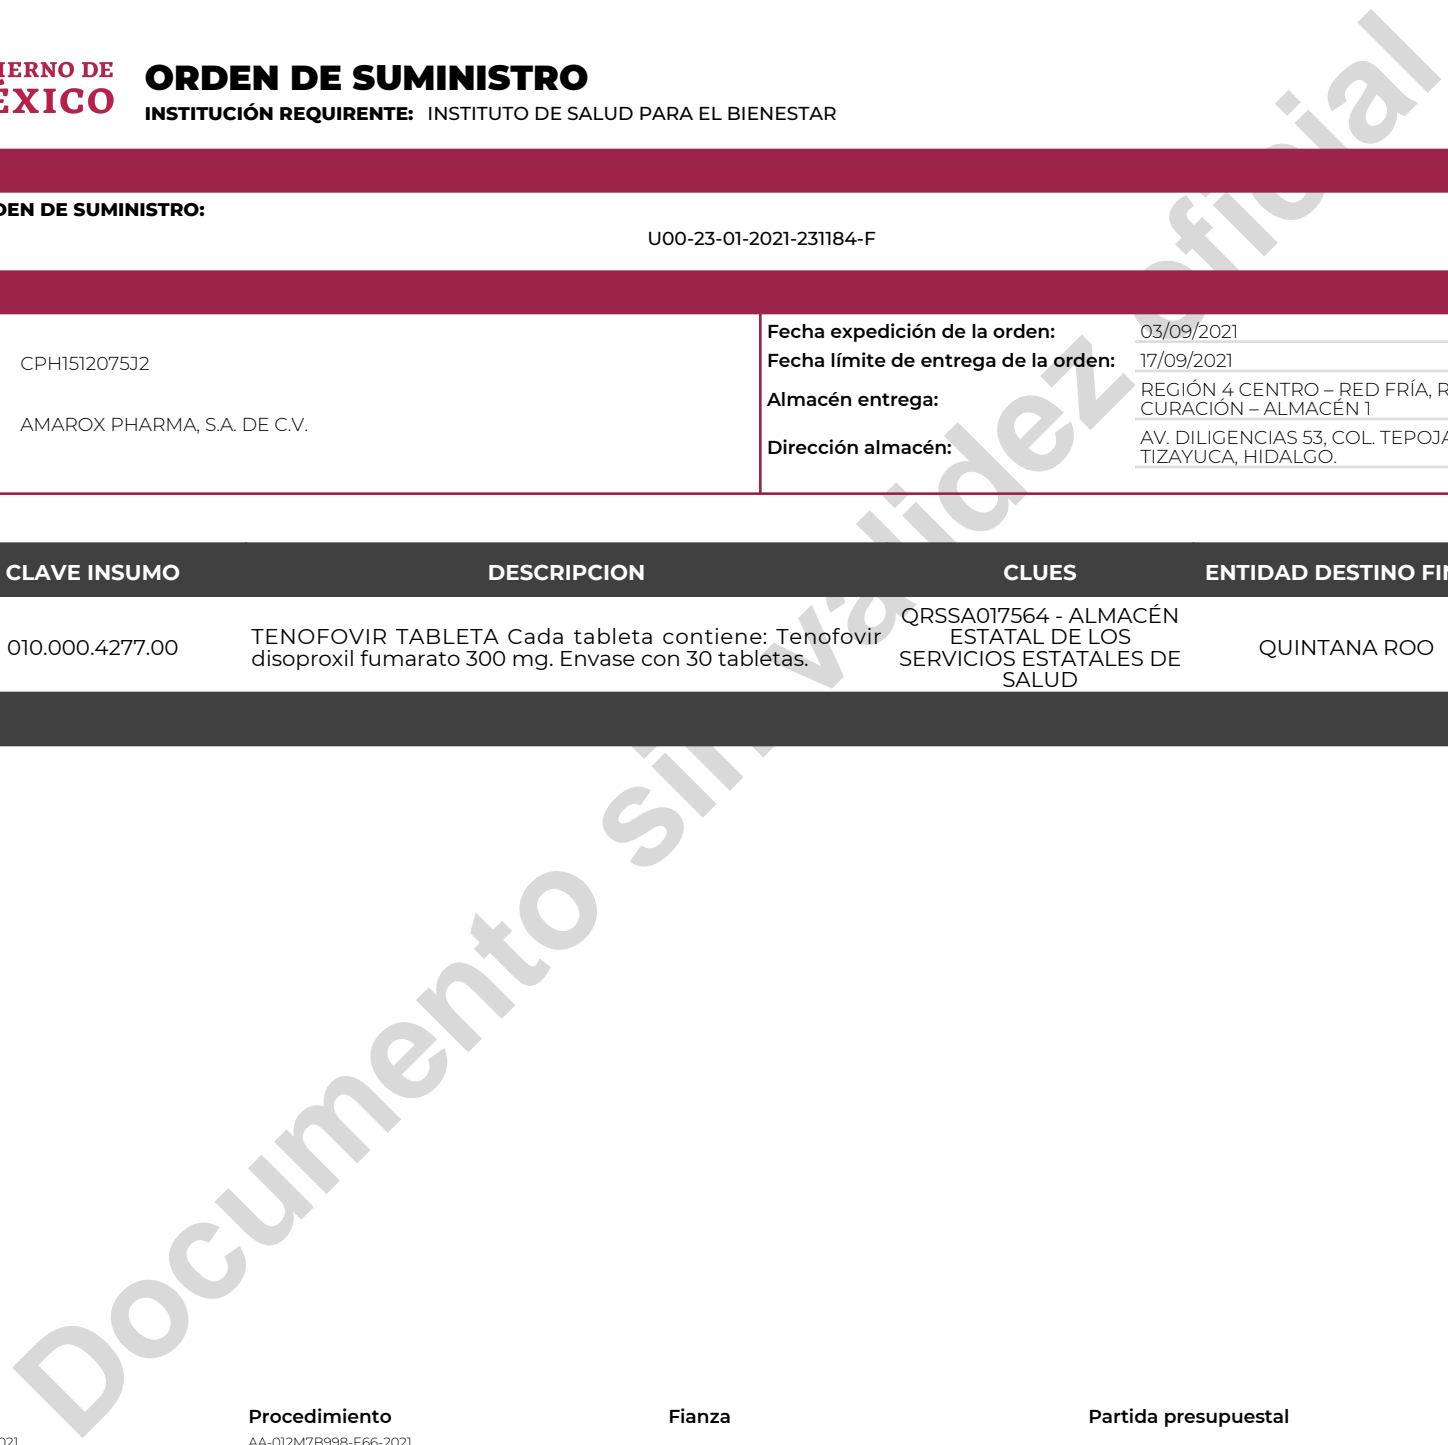 IERNO DE
ÉXICO
ORDEN DE SUMINISTRO
INSTITUCIÓN REQUIRENTE: INSTITUTO DE SALUD PARA EL BIENESTAR
DEN DE SUMINISTRO:
U00-23-01-2021-231184-F
CPH1512075J2
AMAROX PHARMA, S.A. DE C.V.
Fecha expedición de la orden: 03/09/2021
Fecha límite de entrega de la orden: 17/09/2021
Almacén entrega: REGIÓN 4 CENTRO – RED FRÍA, R
CURACIÓN – ALMACÉN 1
Dirección almacén: AV. DILIGENCIAS 53, COL. TEPOJA
TIZAYUCA, HIDALGO.
CLAVE INSUMO DESCRIPCION CLUES ENTIDAD DESTINO FIN
010.000.4277.00
TENOFOVIR TABLETA Cada tableta contiene: Tenofovir
disoproxil fumarato 300 mg. Envase con 30 tabletas.
QRSSA017564 - ALMACÉN
ESTATAL DE LOS
SERVICIOS ESTATALES DE
SALUD
QUINTANA ROO
Documento sin validez oficial
Procedimiento Fianza Partida presupuestal
021 AA-012M7B998-E66-2021